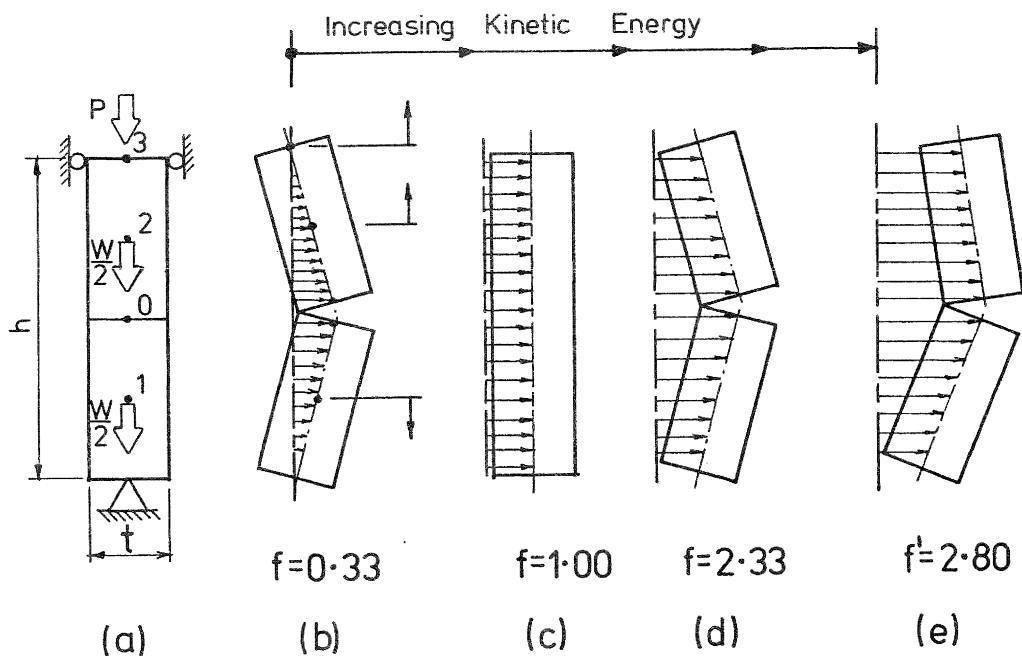 Increasing Kinetic Energy
P
3
2
W
2
0
h
1
W
2
t
f=0·33
f=1·00
f=2·33
f'=2·80
(a)
(b)
(c)
(d)
(e)